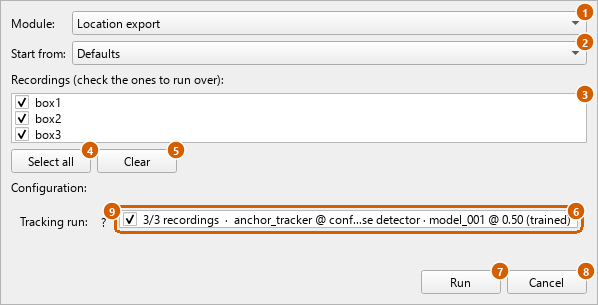 Module: Location export 1
Start from: Defaults 2
Recordings (check the ones to run over): 3
box1
box2
box3
Select all 4 Clear 5
Configuration:
9 6
Tracking run: ? 3/3 recordings · anchor_tracker @ conf...se detector · model_001 @ 0.50 (trained)
Run 7 Cancel 8